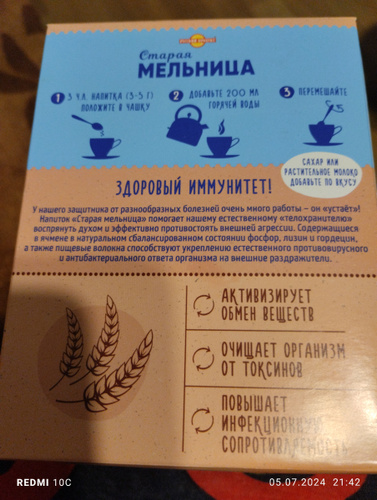 Старая
МЕЛЬНИЦА
1 3 Ч.Л. НАПИТКА (3-5 Г)
ПОЛОЖИТЕ В ЧАШКУ
2 ДОБАВЬТЕ 200 МЛ
ГОРЯЧЕЙ ВОДЫ
3 ПЕРЕМЕШАЙТЕ
САХАР ИЛИ
РАСТИТЕЛЬНОЕ МОЛОКО
ДОБАВЬТЕ ПО ВКУСУ
ЗДОРОВЫЙ ИММУНИТЕТ!
У нашего защитника от разнообразных болезней очень много работы – он «устаёт»!
Напиток «Старая мельница» помогает нашему естественному «телохранителю»
воспрянуть духом и эффективно противостоять внешней агрессии. Содержащиеся
в ячмене в натуральном сбалансированном состоянии фосфор, лизин и гордецин,
а также пищевые волокна способствуют укреплению естественного противовирусного
и антибактериального ответа организма на внешние раздражители.
АКТИВИЗИРУЕТ
ОБМЕН ВЕЩЕСТВ
ОЧИЩАЕТ ОРГАНИЗМ
ОТ ТОКСИНОВ
ПОВЫШАЕТ
ИНФЕКЦИОННУЮ
СОПРОТИВЛЯЕМОСТЬ
REDMI 10C
05.07.2024 21:42